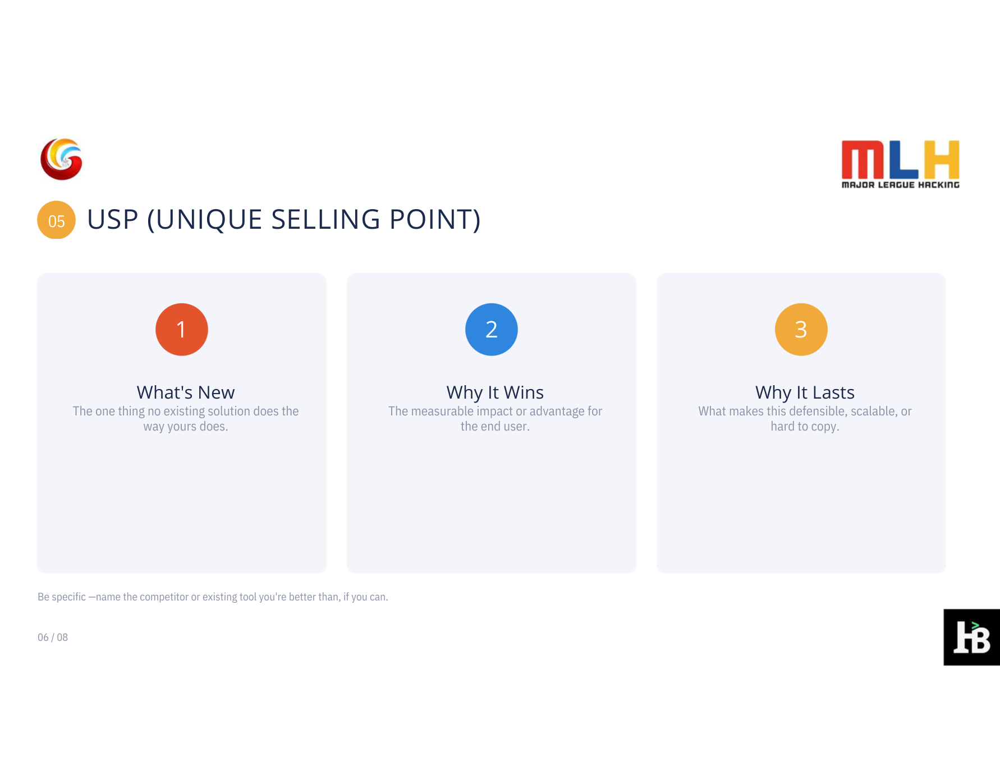 MLH
MAJOR LEAGUE HACKING
05 USP (UNIQUE SELLING POINT)
1
What's New
The one thing no existing solution does the
way yours does.
2
Why It Wins
The measurable impact or advantage for
the end user.
3
Why It Lasts
What makes this defensible, scalable, or
hard to copy.
Be specific —name the competitor or existing tool you're better than, if you can.
06 / 08
HB